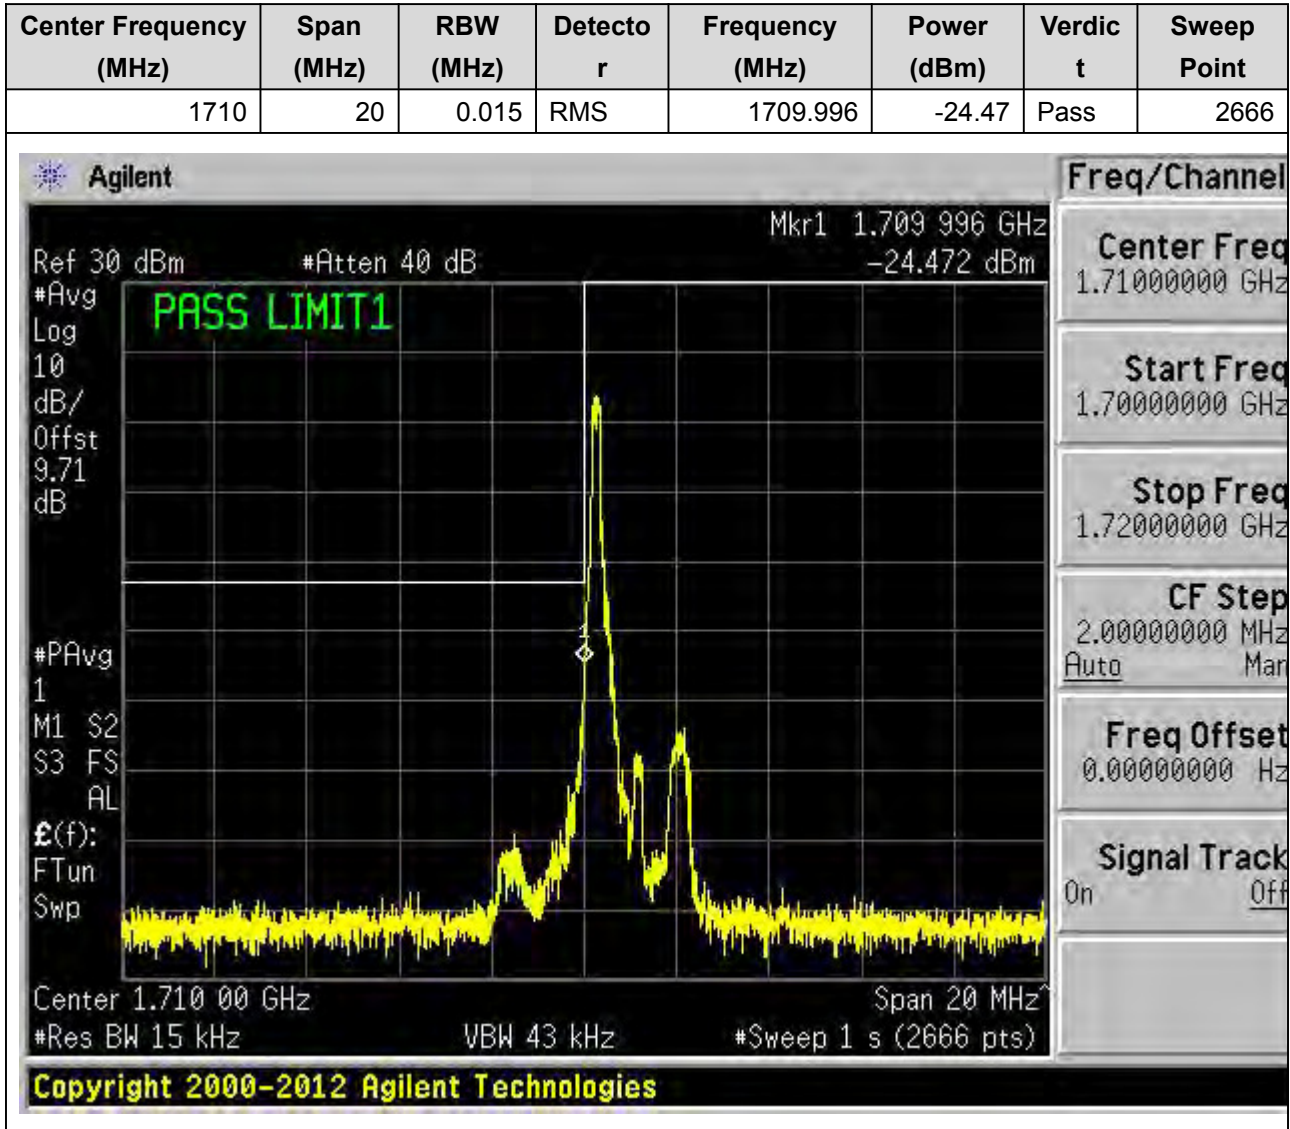 Center Frequency Span RBW Detecto Frequency Power Verdic Sweep
(MHz) (MHz) (MHz) r (MHz) (dBm) t Point
1710 20 0.015 RMS 1709.996 -24.47 Pass 2666
Agilent Freq/Channel
Mkr1 1.709 996 GHz
Ref 30 dBm #Atten 40 dB -24.472 dBm
#Avg
Log
10
dB/
Offst
9.71
dB
PASS LIMIT1
1
#PAvg
1
M1 S2
S3 FS
AL
£(f):
FTun
Swp
Center 1.710 00 GHz Span 20 MHz^
#Res BW 15 kHz VBW 43 kHz #Sweep 1 s (2666 pts)
Center Freq
1.71000000 GHz
Start Freq
1.70000000 GHz
Stop Freq
1.72000000 GHz
CF Step
2.00000000 MHz
Auto Man
Freq Offset
0.00000000 Hz
Signal Track
On Off
Copyright 2000-2012 Agilent Technologies